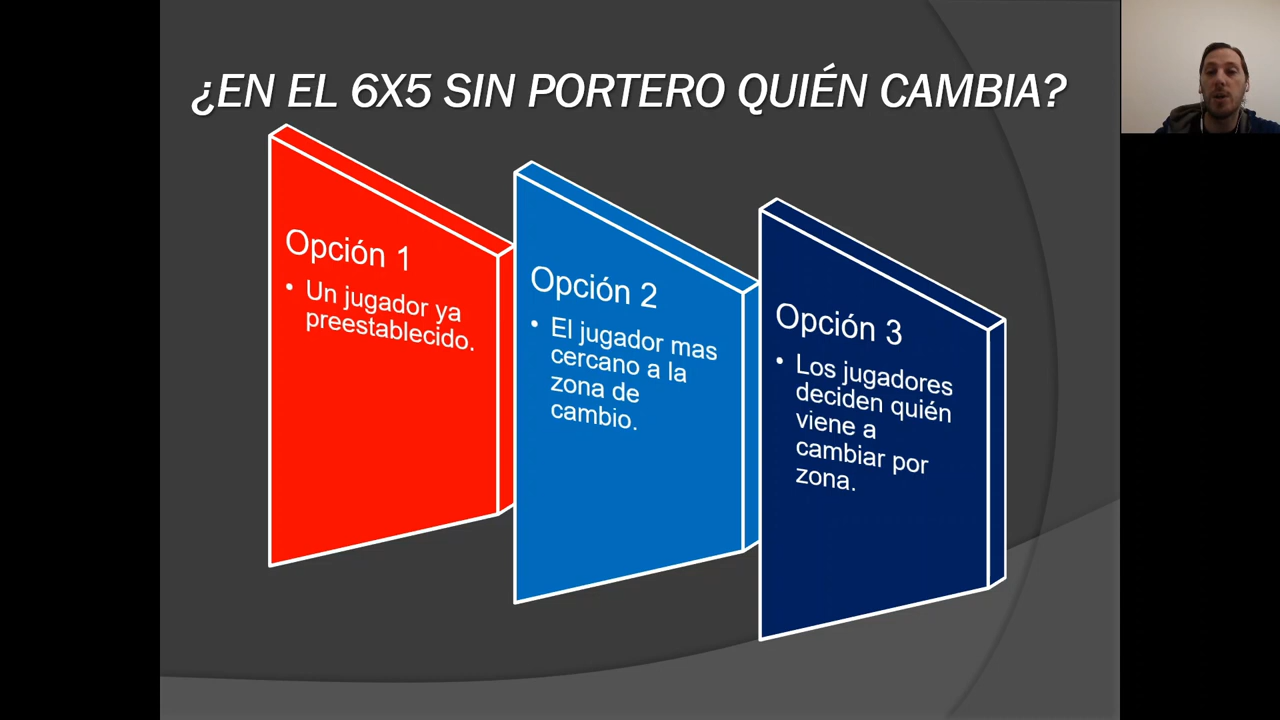 ¿EN EL 6X5 SIN PORTERO QUIÉN CAMBIA?
Opción 1
• Un jugador ya
preestablecido.
Opción 2
• El jugador mas
cercano a la
zona de
cambio.
Opción 3
• Los jugadores
deciden quién
viene a
cambiar por
zona.